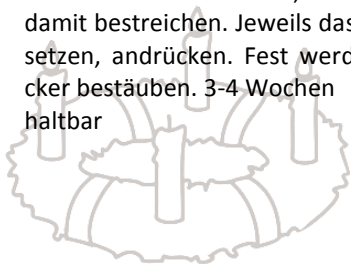 damit bestreichen. Jeweils das
setzen, andrücken. Fest werd
cker bestäuben. 3-4 Wochen
haltbar